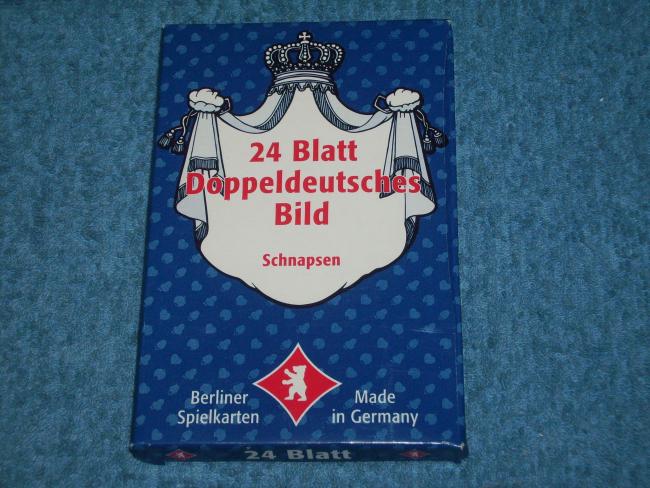 24 Blatt
Doppeldeutsches
Bild
Schnapsen
Berliner
Spielkarten
Made
in Germany
24 Blatt